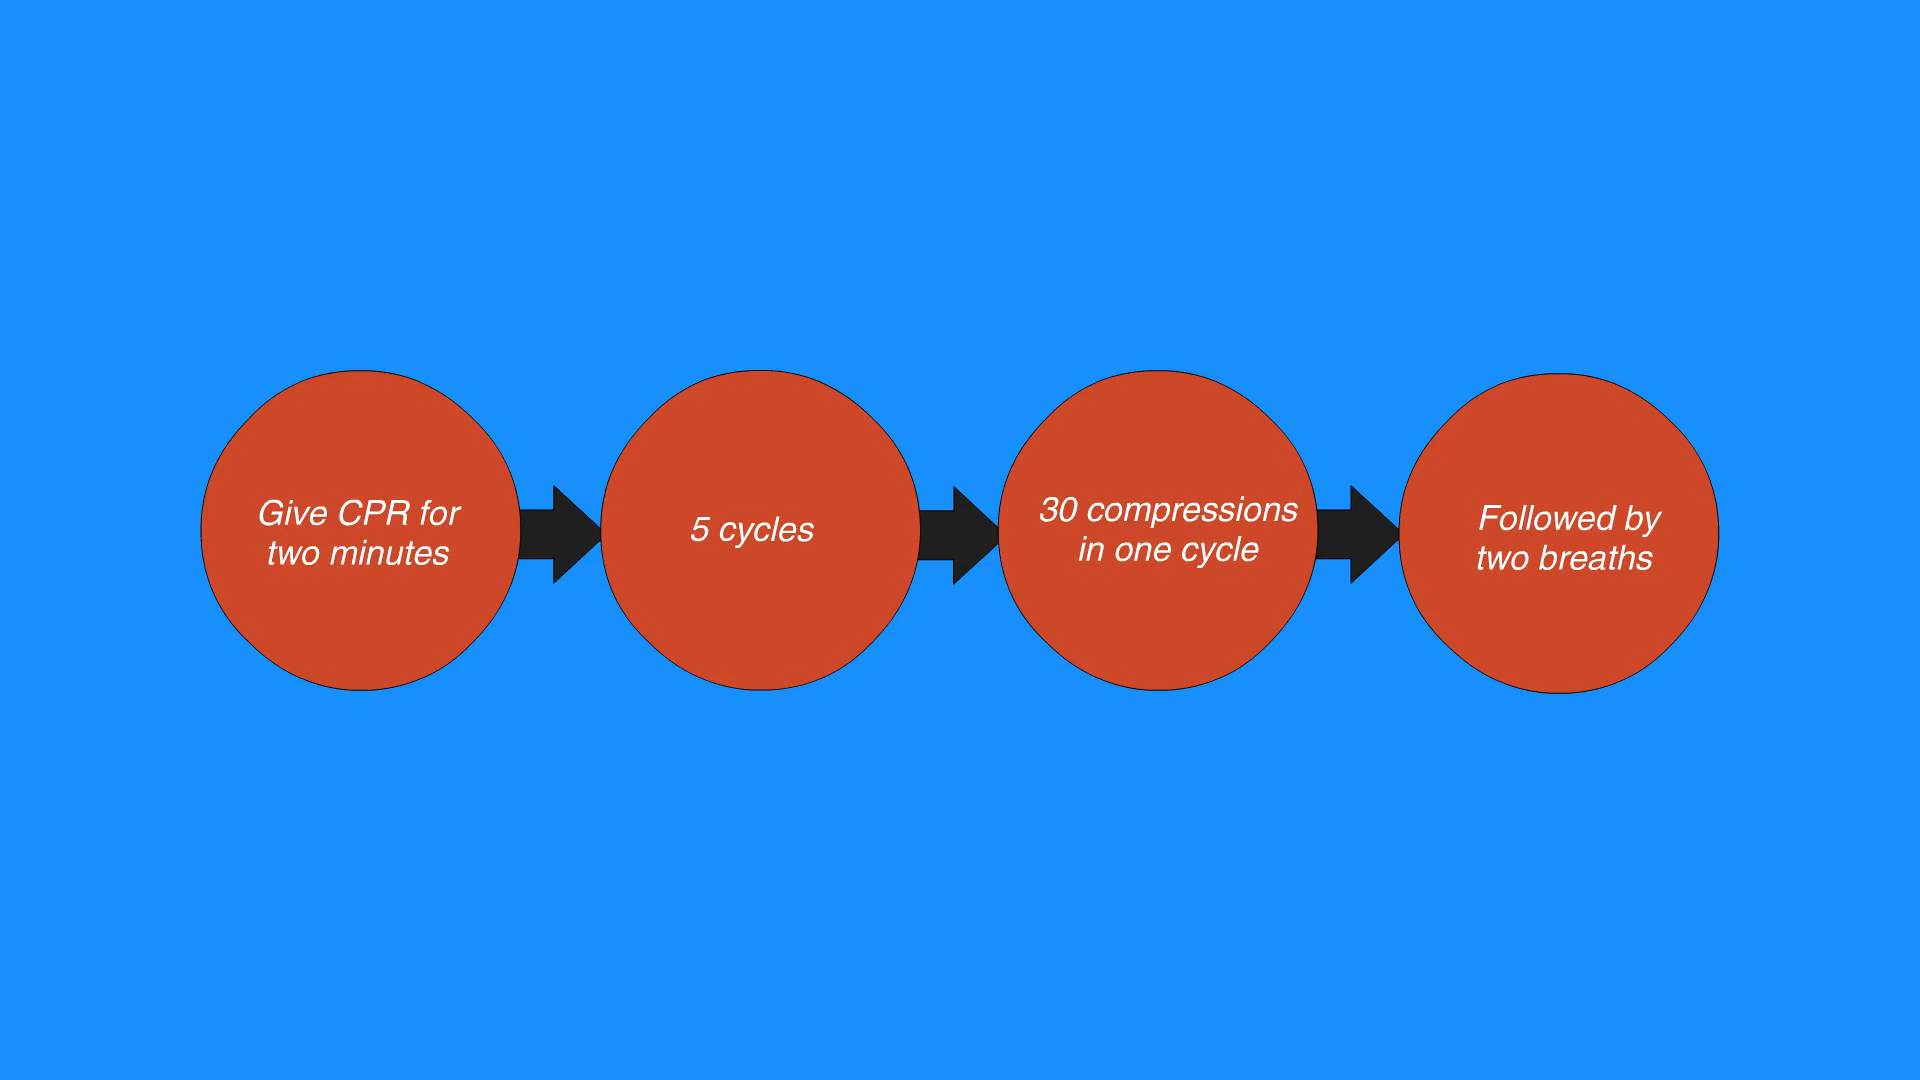 Give CPR for
two minutes
5 cycles
30 compressions
in one cycle
Followed by
two breaths